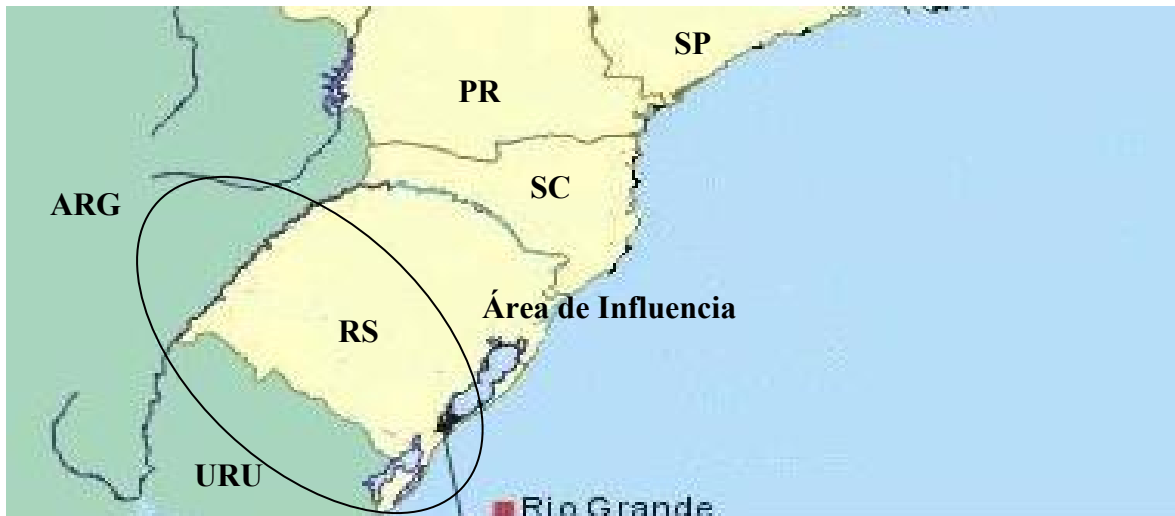 SP
PR
SC
ARG
Área de Influencia
RS
URU
Rio Grande